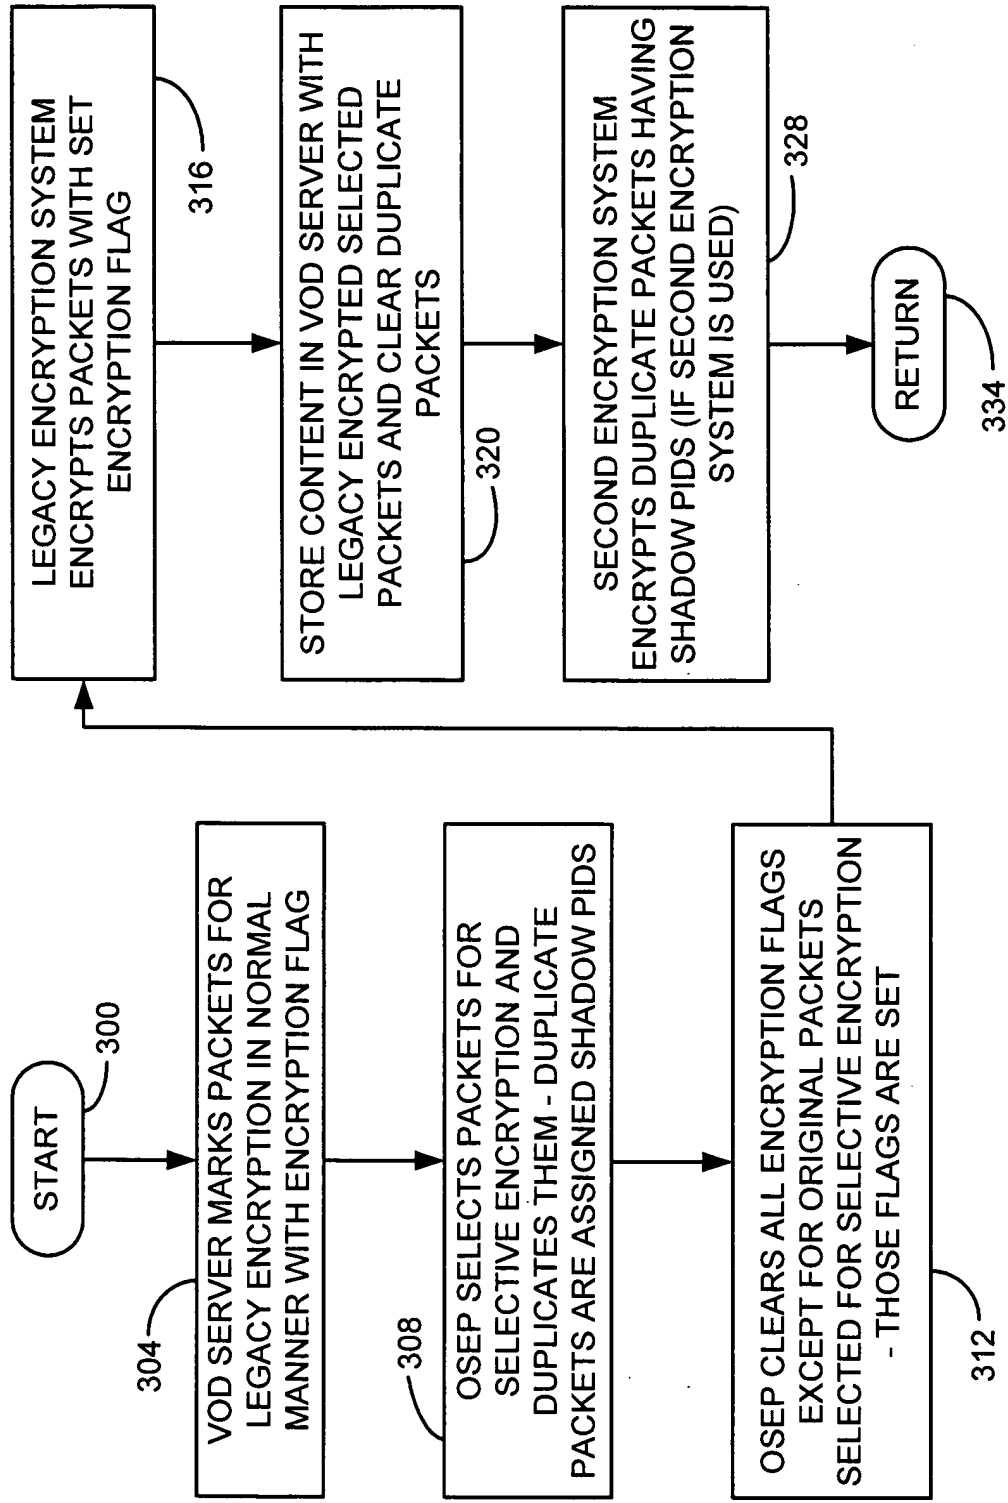 START
300
304
VOD SERVER MARKS PACKETS FOR
LEGACY ENCRYPTION IN NORMAL
MANNER WITH ENCRYPTION FLAG
308
OSEP SELECTS PACKETS FOR
SELECTIVE ENCRYPTION AND
DUPLICATES THEM - DUPLICATE
PACKETS ARE ASSIGNED SHADOW PIDS
OSEP CLEARS ALL ENCRYPTION FLAGS
EXCEPT FOR ORIGINAL PACKETS
SELECTED FOR SELECTIVE ENCRYPTION
- THOSE FLAGS ARE SET
312
LEGACY ENCRYPTION SYSTEM
ENCRYPTS PACKETS WITH SET
ENCRYPTION FLAG
316
STORE CONTENT IN VOD SERVER WITH
LEGACY ENCRYPTED SELECTED
PACKETS AND CLEAR DUPLICATE
PACKETS
320
SECOND ENCRYPTION SYSTEM
ENCRYPTS DUPLICATE PACKETS HAVING
SHADOW PIDS (IF SECOND ENCRYPTION
SYSTEM IS USED)
328
RETURN
334